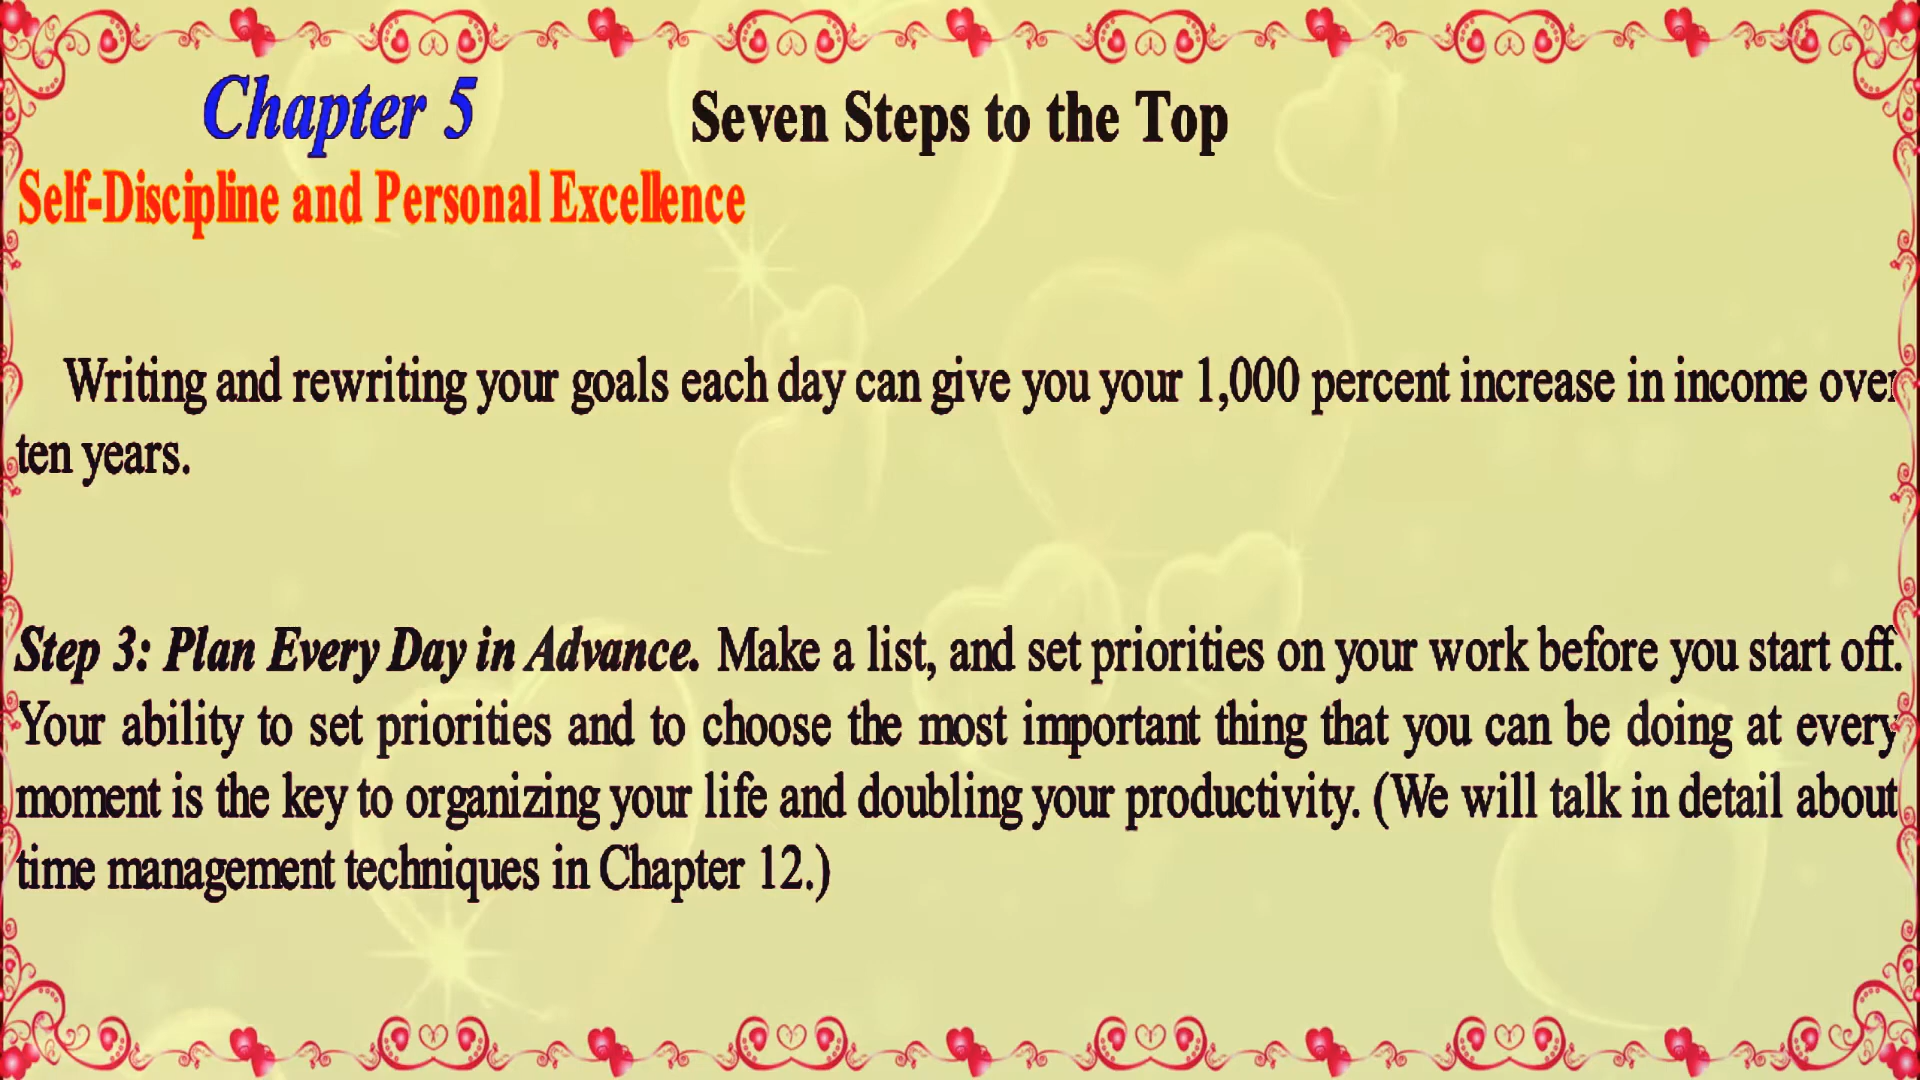 Chapter 5
Seven Steps to the Top
Self-Discipline and Personal Excellence
Writing and rewriting your goals each day can give you your 1,000 percent increase in income over
ten years.
Step 3: Plan Every Day in Advance. Make a list, and set priorities on your work before you start off.
Your ability to set priorities and to choose the most important thing that you can be doing at every
moment is the key to organizing your life and doubling your productivity. (We will talk in detail about
time management techniques in Chapter 12.)